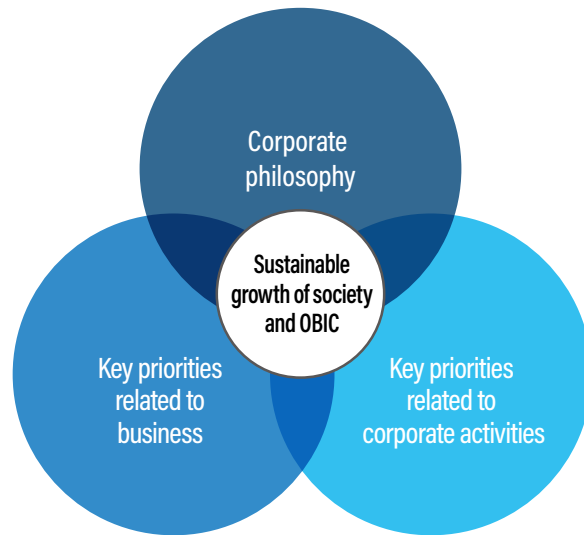 Corporate
philosophy
Sustainable
growth of society
and OBIC
Key priorities
related to
business
Key priorities
related to
corporate activities